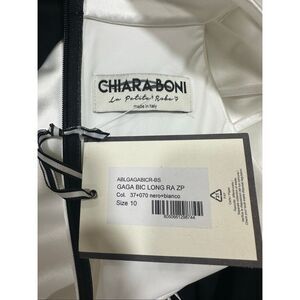 CHIARA BONI
La Petite Robe
made in Italy
ABLGAGABICR-BS
GAGA BIC LONG RA ZP
Col. 37+070 nero+bianco
Size 10